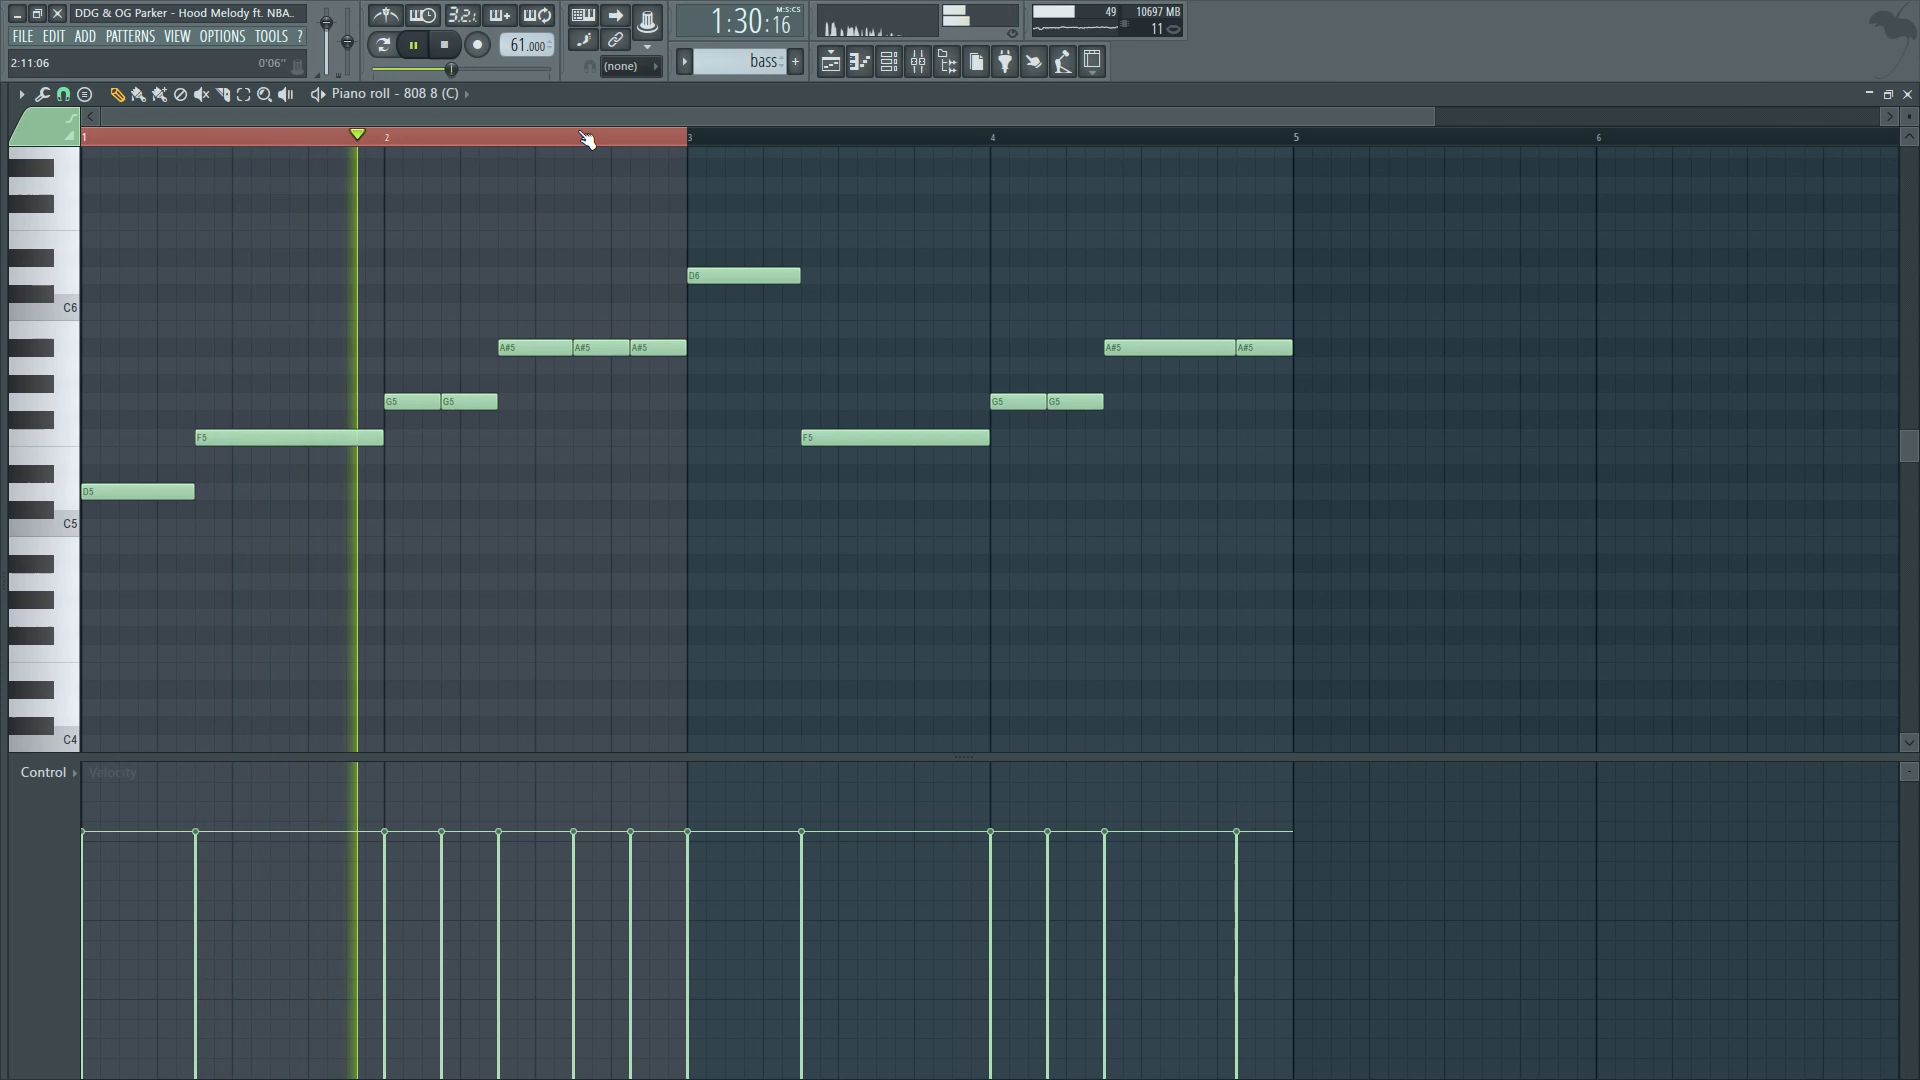 DDG & OG Parker - Hood Melody ft. NBA..
FILE EDIT ADD PATTERNS VIEW OPTIONS TOOLS ?
2:11:06 0'06"
3.2.
61.000
(none)
1:30:16 M:S:CS
bass
49 10697 MB
11
Piano roll - 808 8 (C)
1 2 3 4 5 6
D6
C6
A#5 A#5 A#5 A#5 A#5
G5 G5 G5 G5
F5 F5
D5
C5
C4
Control Velocity